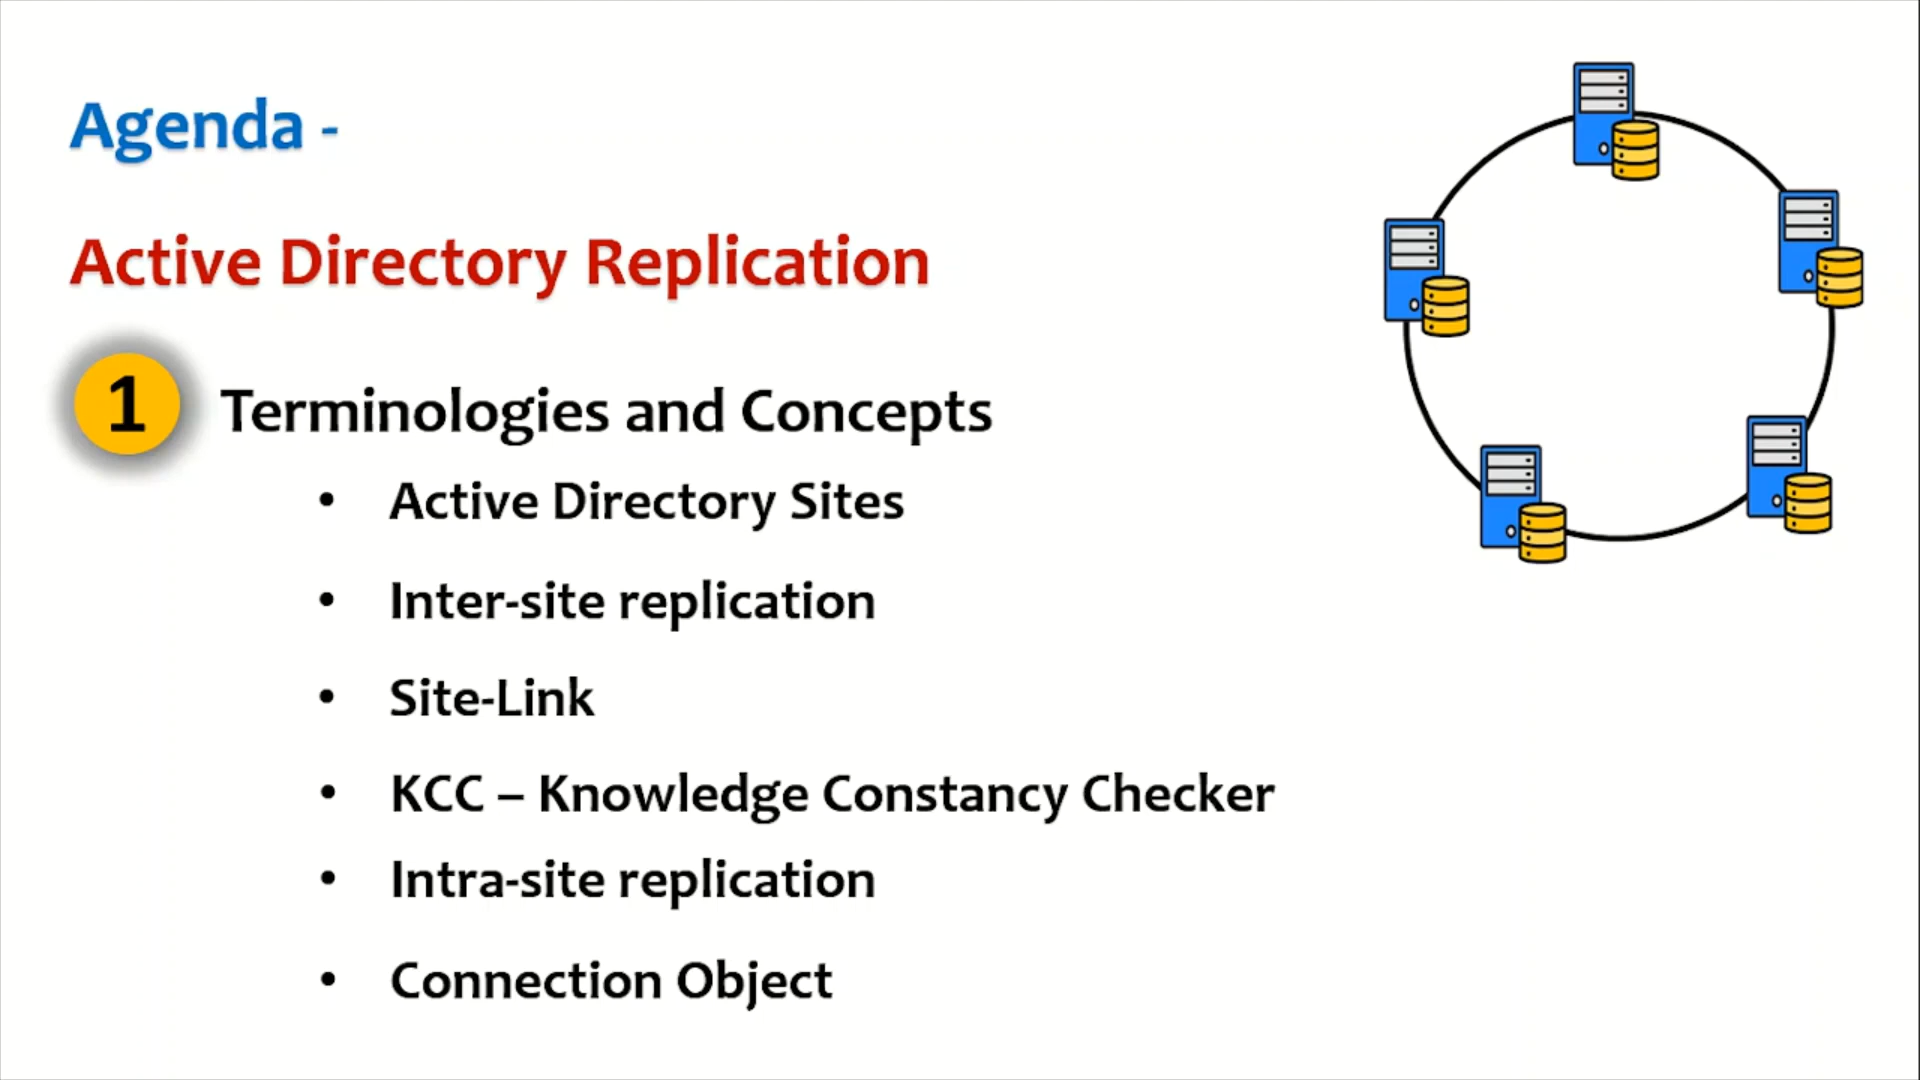 Agenda -
Active Directory Replication
1 Terminologies and Concepts
• Active Directory Sites
• Inter-site replication
• Site-Link
• KCC – Knowledge Constancy Checker
• Intra-site replication
• Connection Object